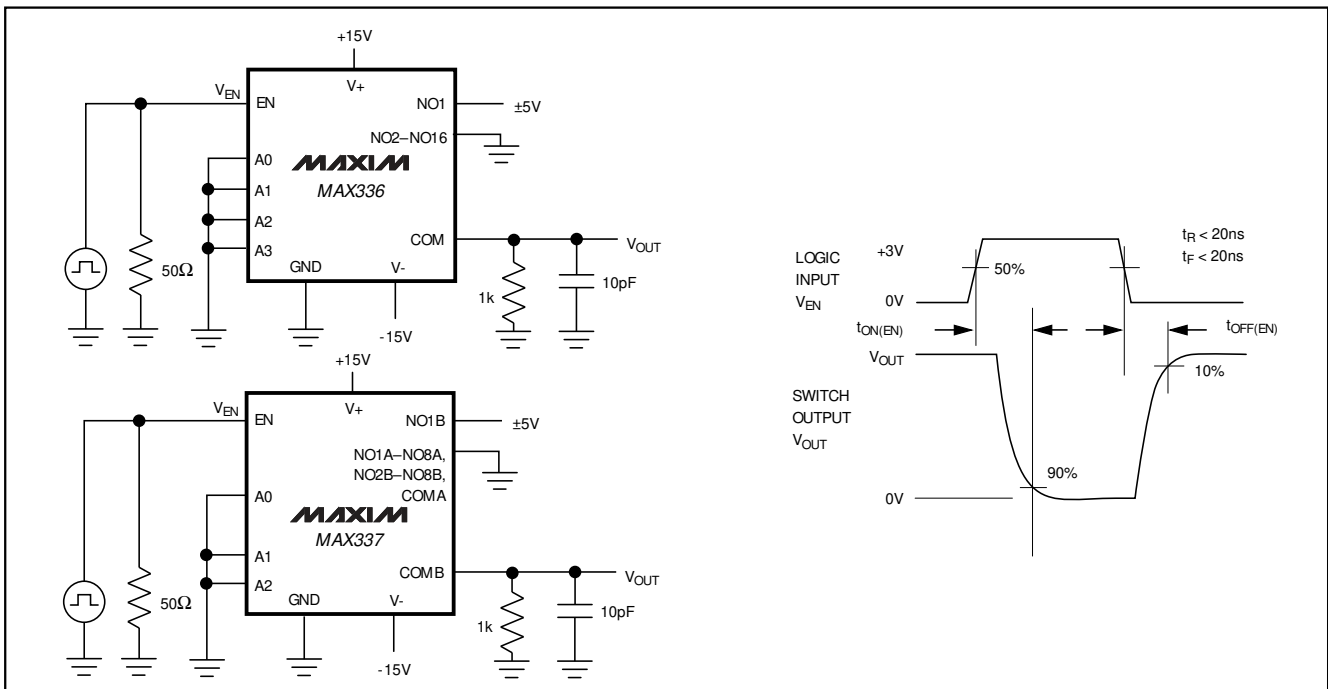 +15V
V+
VEN
EN
NO1
±5V
NO2–NO16
A0
MAXIM
MAX336
A1
A2
A3
COM
VOUT
50Ω
GND
V-
1k
10pF
-15V
+15V
V+
VEN
EN
NO1B
±5V
NO1A–NO8A,
NO2B–NO8B,
COMA
A0
MAXIM
MAX337
A1
A2
COMB
VOUT
50Ω
GND
V-
1k
10pF
-15V
LOGIC
INPUT
VEN
+3V
50%
0V
tR < 20ns
tF < 20ns
tON(EN)
tOFF(EN)
VOUT
10%
SWITCH
OUTPUT
VOUT
90%
0V